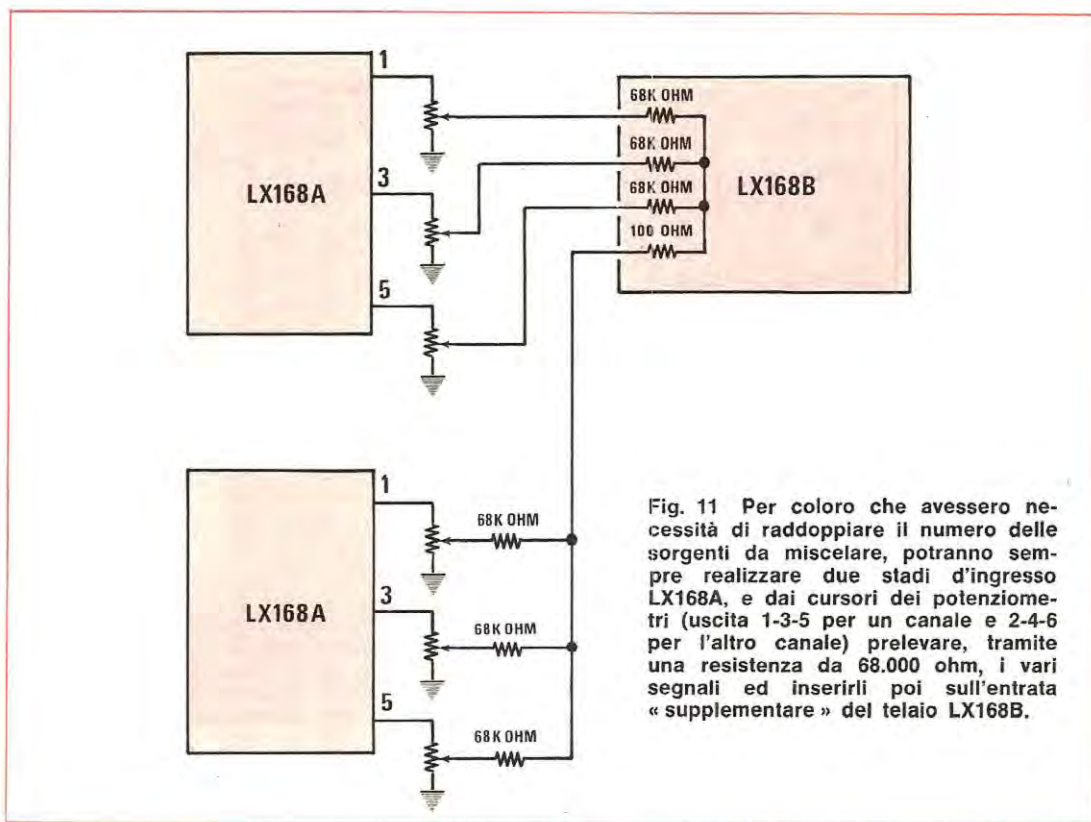 1
LX168A
3
5
68K OHM
68K OHM
68K OHM
100 OHM
LX168B
1
LX168A
3
5
68K OHM
68K OHM
68K OHM
Fig. 11 Per coloro che avessero ne-
cessità di raddoppiare il numero delle
sorgenti da miscelare, potranno sem-
pre realizzare due stadi d'ingresso
LX168A, e dai cursori dei potenziome-
tri (uscita 1-3-5 per un canale e 2-4-6
per l'altro canale) prelevare, tramite
una resistenza da 68.000 ohm, i vari
segnali ed inserirli poi sull'entrata
« supplementare » del telaio LX168B.